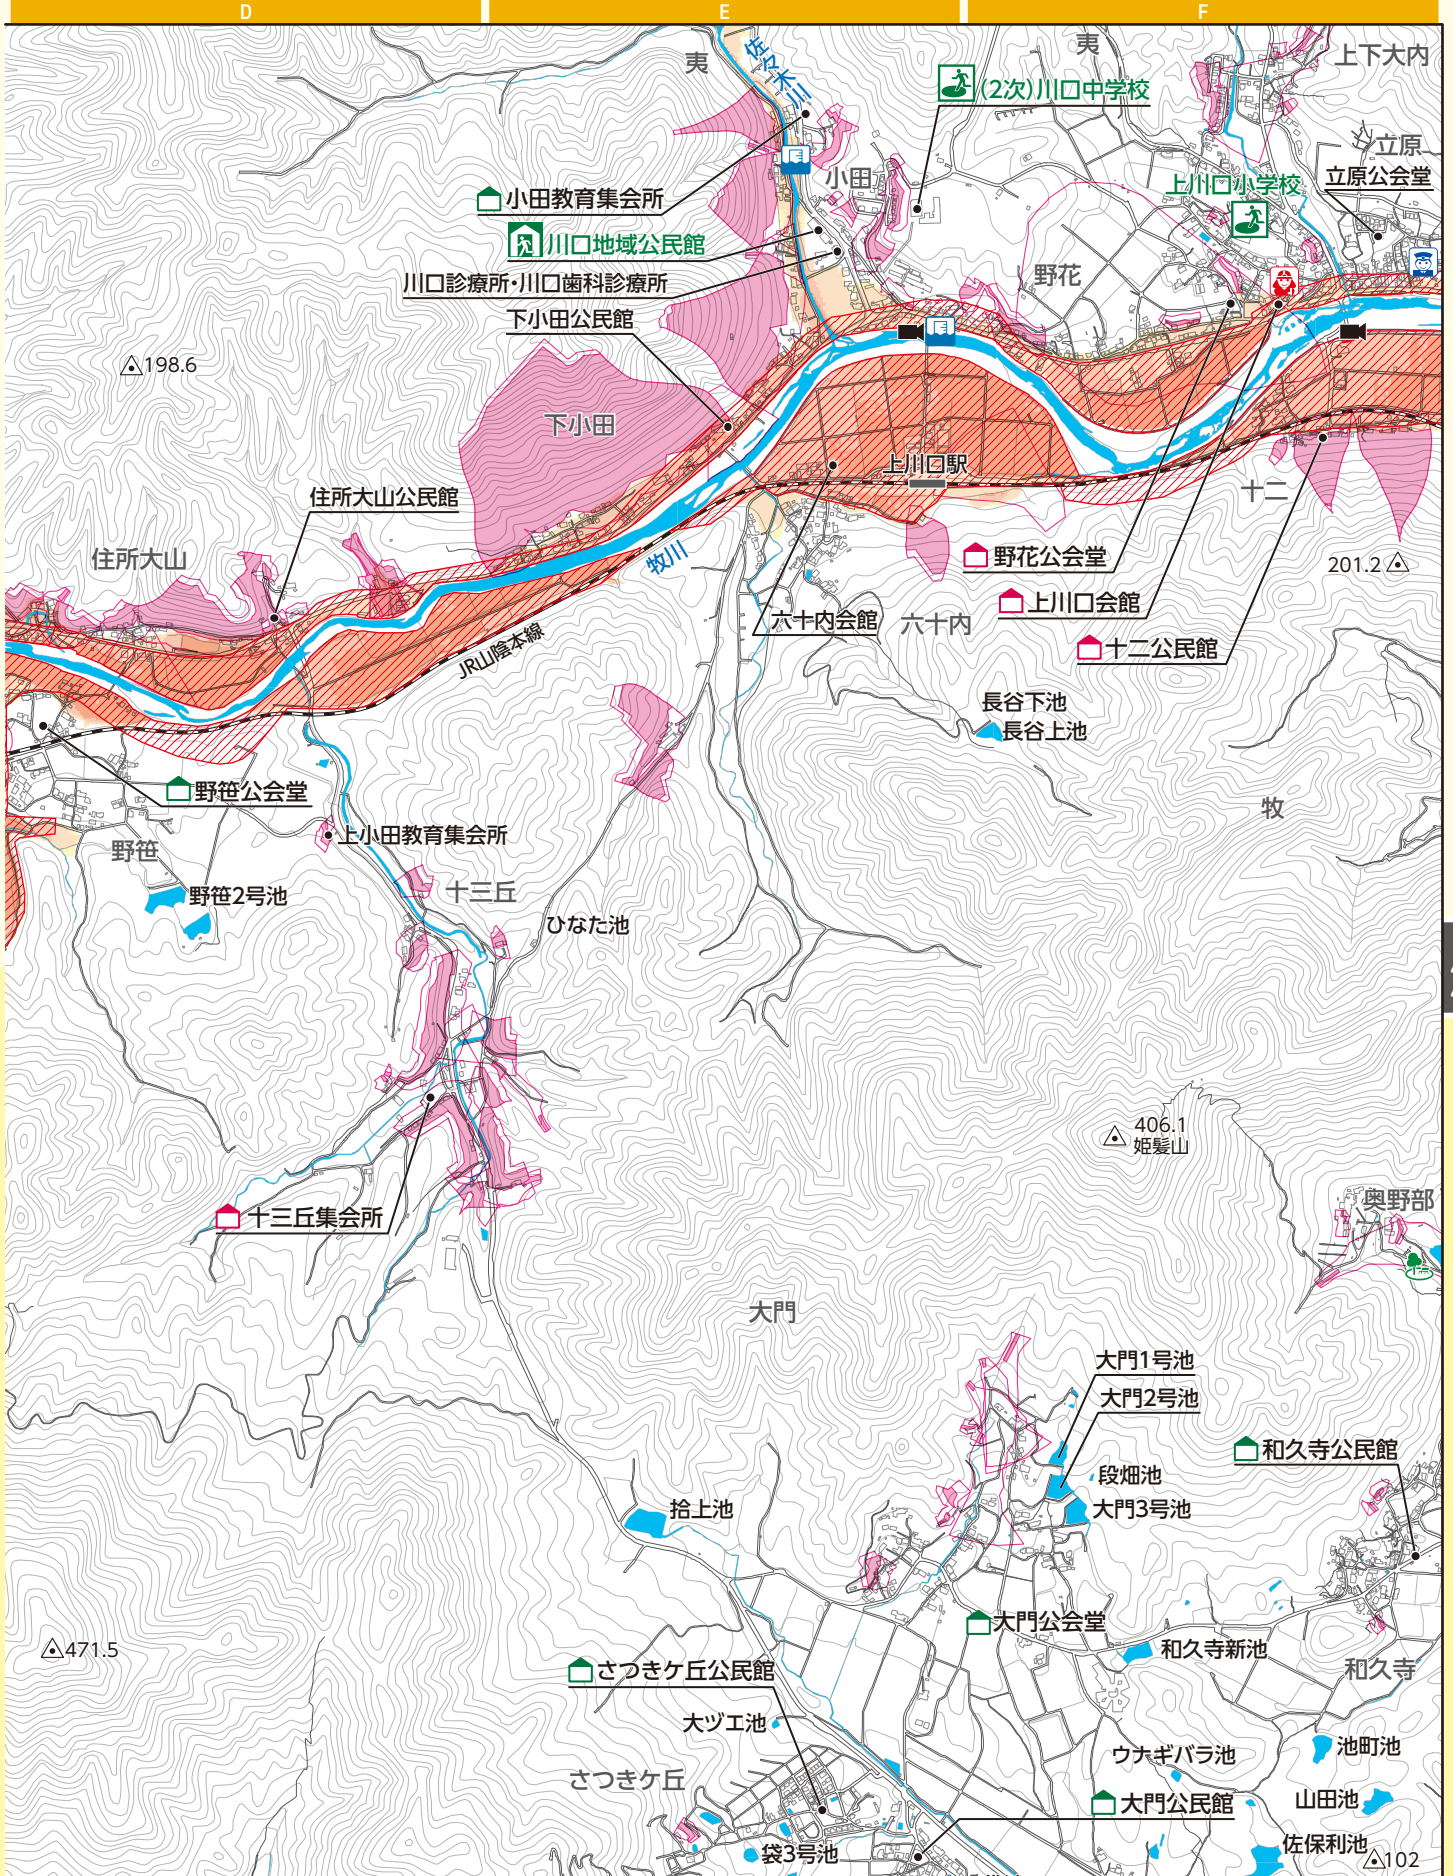 D
E
F
夷
佐々木川
夷
上下大内
(2次)川口中学校
立原
小田
上川口小学校
立原公会堂
小田教育集会所
川口地域公民館
野花
川口診療所・川口歯科診療所
下小田公民館
198.6
下小田
上川口駅
住所大山公民館
十二
住所大山
牧川
野花公会堂
201.2
上川口会館
六十内会館
六十内
JR山陰本線
十二公民館
長谷下池
長谷上池
野笹公会堂
牧
上小田教育集会所
野笹
野笹2号池
十三丘
ひなた池
406.1
姫髪山
奥野部
十三丘集会所
大門
大門1号池
大門2号池
和久寺公民館
段畑池
拾上池
大門3号池
大門公会堂
471.5
和久寺新池
さつきケ丘公民館
和久寺
大ヅエ池
池町池
ウナギバラ池
さつきケ丘
山田池
大門公民館
佐保利池
袋3号池
102